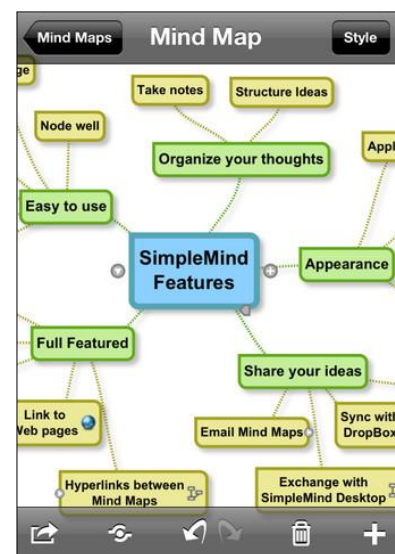 Mind Maps
Mind Map
Style
ge
Take notes
Structure Ideas
Node well
Organize your thoughts
Appl
Easy to use
SimpleMind
Features
Appearance
Full Featured
Share your ideas
Link to
Web pages
Email Mind Maps
Sync with
DropBox
Hyperlinks between
Mind Maps
Exchange with
SimpleMind Desktop